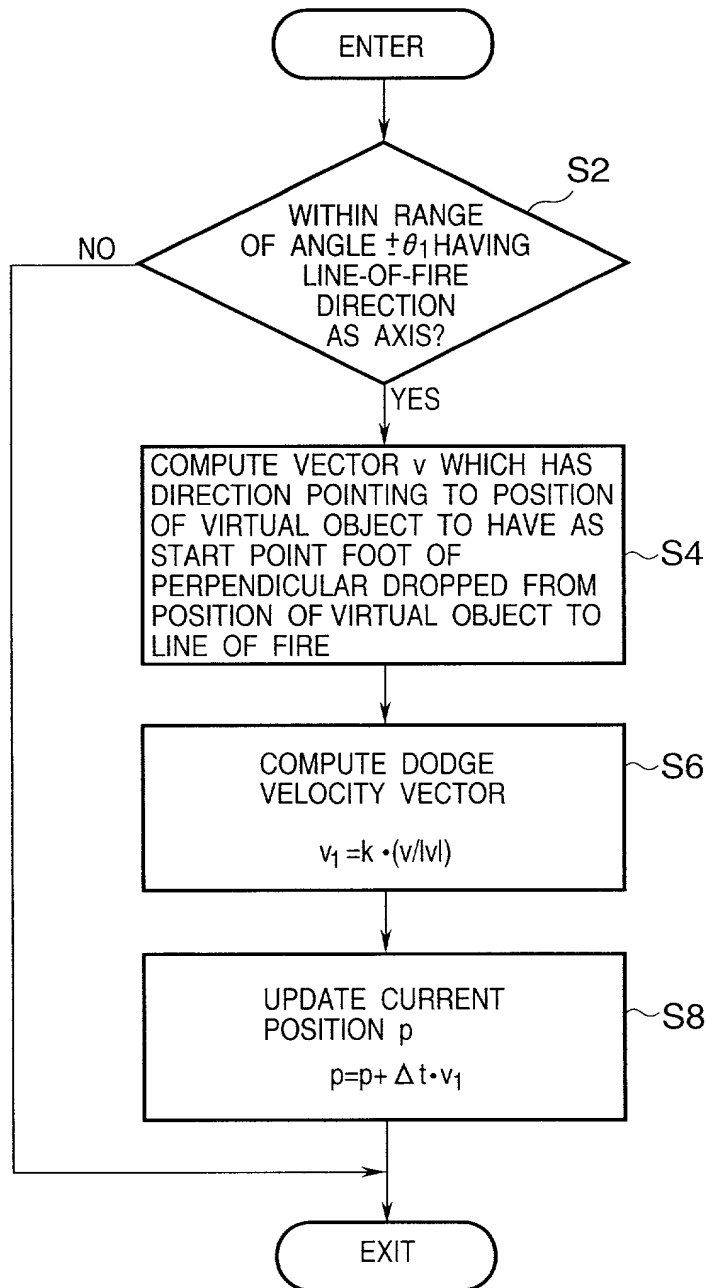 ENTER
S2
WITHIN RANGE
OF ANGLE ±θ1 HAVING
LINE-OF-FIRE
DIRECTION
AS AXIS?
NO
YES
COMPUTE VECTOR v WHICH HAS
DIRECTION POINTING TO POSITION
OF VIRTUAL OBJECT TO HAVE AS
START POINT FOOT OF
PERPENDICULAR DROPPED FROM
POSITION OF VIRTUAL OBJECT TO
LINE OF FIRE
S4
COMPUTE DODGE
VELOCITY VECTOR
v1=k•(v/|v|)
S6
UPDATE CURRENT
POSITION p
p=p+ Δt•v1
S8
EXIT